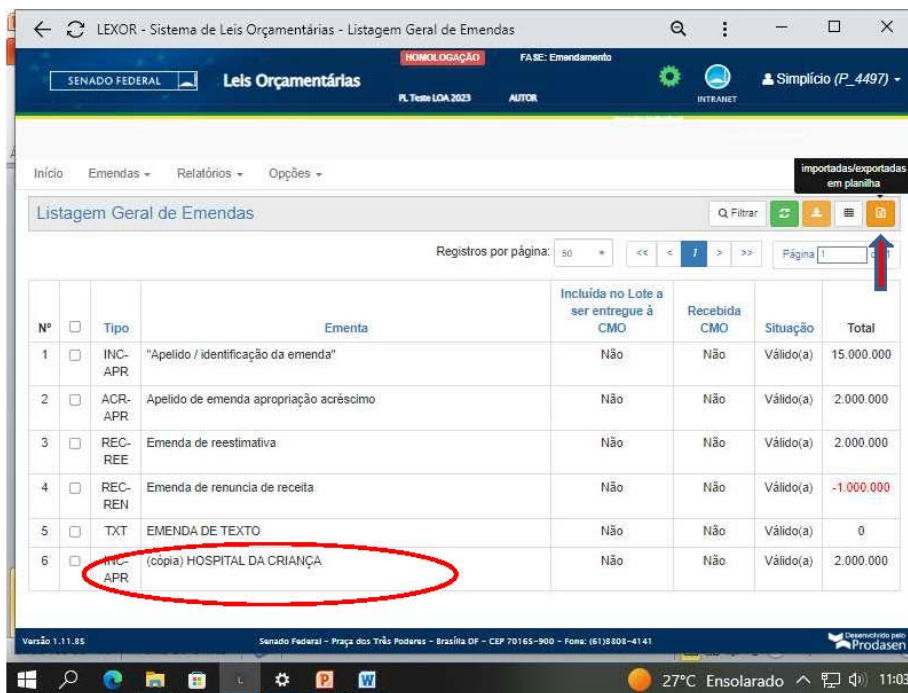 LEXOR - Sistema de Leis Orçamentárias - Listagem Geral de Emendas
HOMOLOGAÇÃO
FASE: Emendamento
SENADO FEDERAL
Leis Orçamentárias
PL Teste LOA 2023
AUTOR
INTRANET
Simplício (P_4497)
Início Emendas Relatórios Opções
importadas/exportadas
em planilha
Listagem Geral de Emendas
Filtrar
Registros por página: 50 << < 1 > >> Página 1
Nº Tipo Ementa Incluída no Lote a ser entregue à CMO Recebida CMO Situação Total
1 INC-APR "Apelido / identificação da emenda" Não Não Válido(a) 15.000.000
2 ACR-APR Apelido de emenda apropriação acréscimo Não Não Válido(a) 2.000.000
3 REC-REE Emenda de reestimativa Não Não Válido(a) 2.000.000
4 REC-REN Emenda de renuncia de receita Não Não Válido(a) -1.000.000
5 TXT EMENDA DE TEXTO Não Não Válido(a) 0
6 INC-APR (cópia) HOSPITAL DA CRIANÇA Não Não Válido(a) 2.000.000
Versão 1.11.85
Senado Federal - Praça dos Três Poderes - Brasília DF - CEP 70165-900 - Fone: (61)3303-4141
Desenvolvido pelo
Prodasen
27°C Ensolarado 11:03